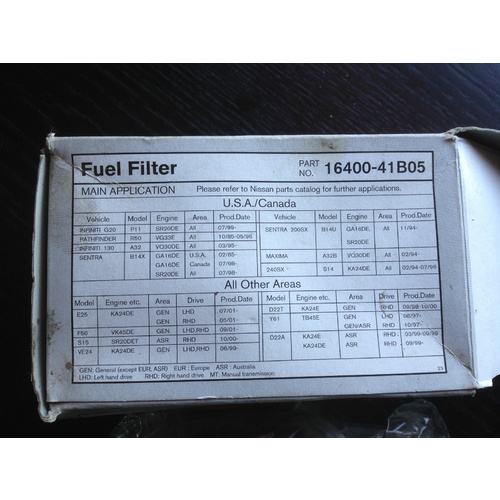 Fuel Filter PART NO. 16400-41B05
MAIN APPLICATION Please refer to Nissan parts catalog for further applications.
U.S.A./Canada
Vehicle Model Engine Area Prod.Date Vehicle Model Engine Area Prod.Date
INFINITI G20 P11 SR20DE All 07/99- SENTRA 200SX B14U GA16DE, All 11/94-
PATHFINDER R50 VG33E All 10/95-05/96 SR20DE
INFINITI I30 A32 VQ30DE All 03/95-
SENTRA B14X GA16DE U.S.A. 02/95- MAXIMA A32B VQ30DE All 02/94-
GA16DE Canada 07/98- 240SX S14 KA24DE All 02/94-07/96
SR20DE All 07/98-
All Other Areas
Model Engine etc. Area Drive Prod.Date Model Engine etc. Area Drive Prod.Date
E25 KA24DE GEN LHD 07/01- D22T KA24E GEN RHD 09/98-10/00
GEN RHD 05/01- Y61 TB45E GEN LHD 08/97-
F50 VK45DE GEN LHD,RHD 09/01- GEN/ASR RHD 10/97-
S15 SR20DET ASR RHD 10/00- D22A KA24E ASR RHD 03/99-09/99
VE24 KA24DE GEN LHD,RHD 06/99- KA24DE GEN, ASR RHD 09/99-
GEN: General (except EUR, ASR) EUR : Europe ASR : Australia
LHD: Left hand drive RHD: Right hand drive MT: Manual transmission